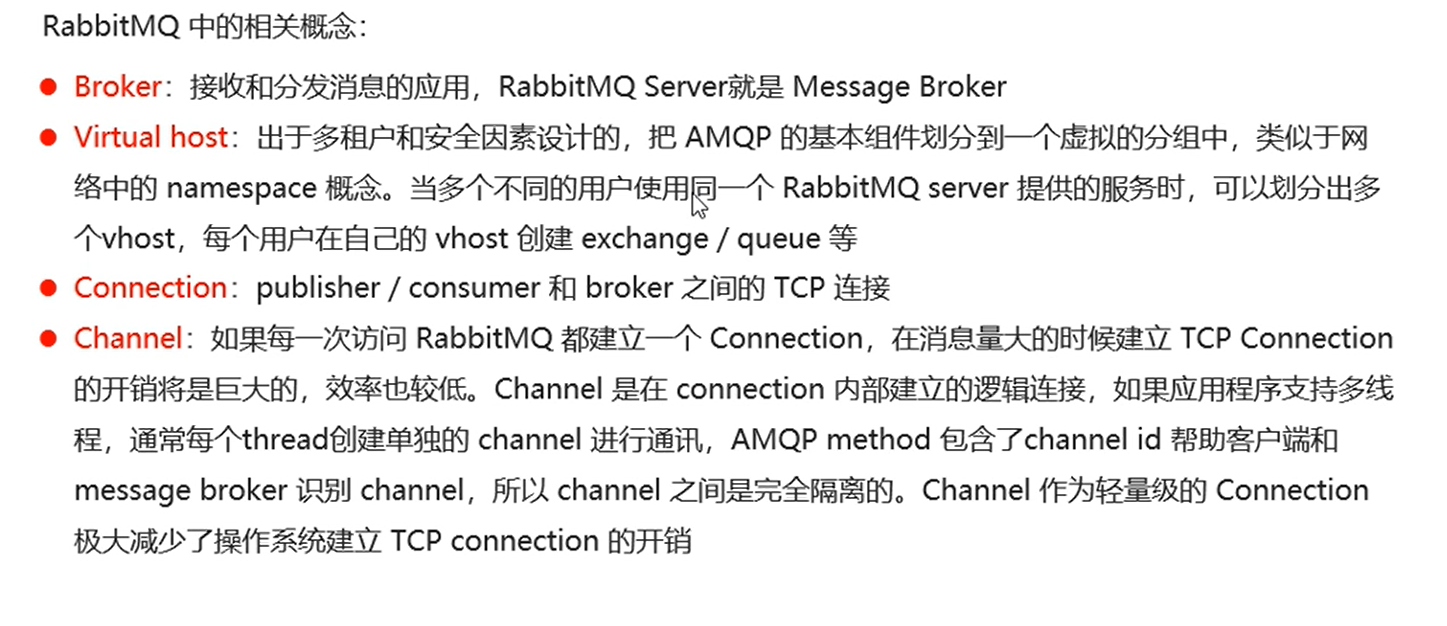 RabbitMQ 中的相关概念：
● Broker：接收和分发消息的应用，RabbitMQ Server就是 Message Broker
● Virtual host：出于多租户和安全因素设计的，把 AMQP 的基本组件划分到一个虚拟的分组中，类似于网
络中的 namespace 概念。当多个不同的用户使用同一个 RabbitMQ server 提供的服务时，可以划分出多
个vhost，每个用户在自己的 vhost 创建 exchange / queue 等
● Connection：publisher / consumer 和 broker 之间的 TCP 连接
● Channel：如果每一次访问 RabbitMQ 都建立一个 Connection，在消息量大的时候建立 TCP Connection
的开销将是巨大的，效率也较低。Channel 是在 connection 内部建立的逻辑连接，如果应用程序支持多线
程，通常每个thread创建单独的 channel 进行通讯，AMQP method 包含了channel id 帮助客户端和
message broker 识别 channel，所以 channel 之间是完全隔离的。Channel 作为轻量级的 Connection
极大减少了操作系统建立 TCP connection 的开销